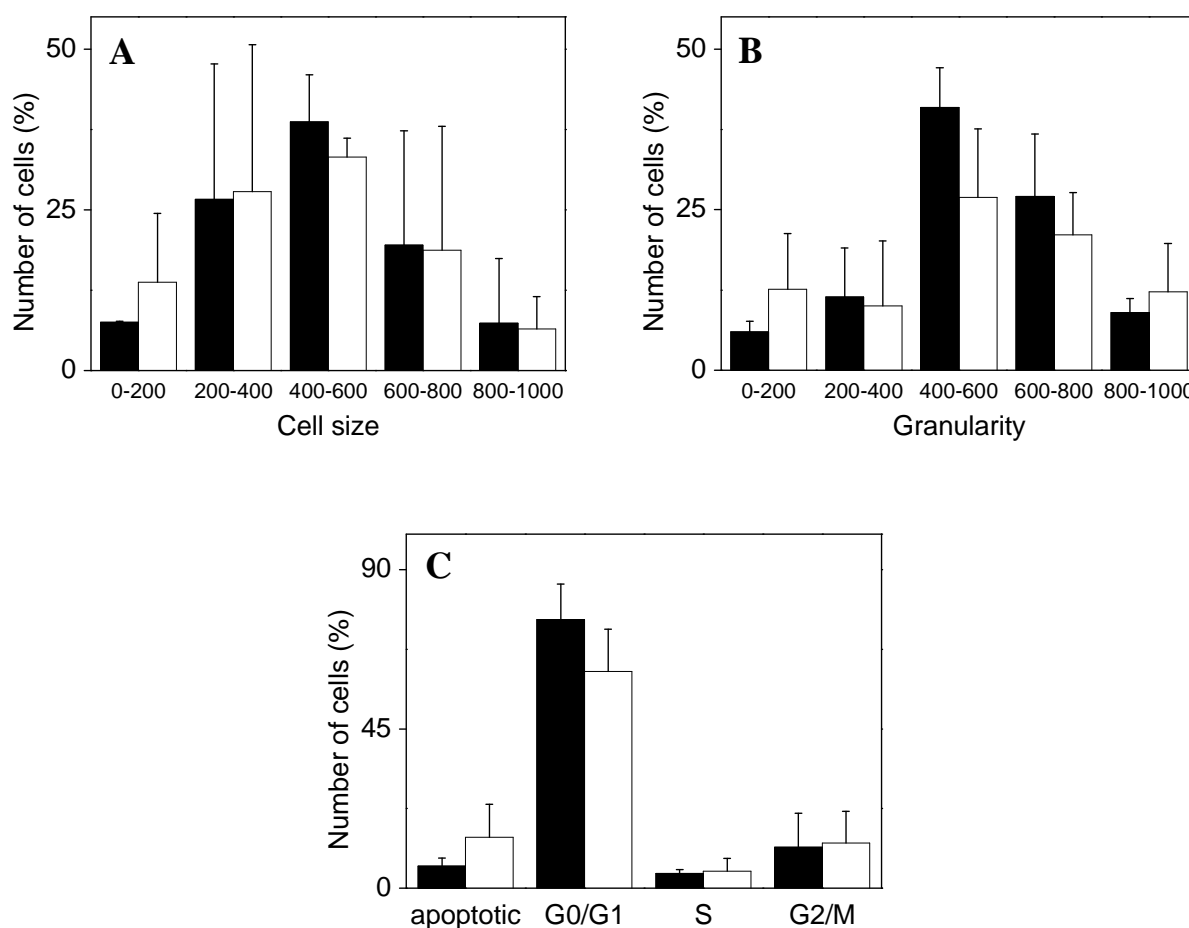 A
50
25
0
Number of cells (%)
0-200 200-400 400-600 600-800 800-1000
Cell size
B
50
25
0
Number of cells (%)
0-200 200-400 400-600 600-800 800-1000
Granularity
C
90
45
0
Number of cells (%)
apoptotic G0/G1 S G2/M